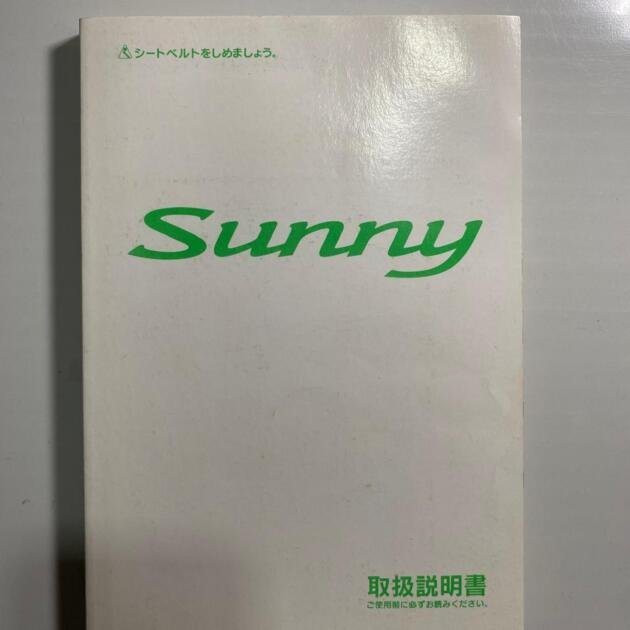 シートベルトをしめましょう。
Sunny
取扱説明書
ご使用前に必ずお読みください。